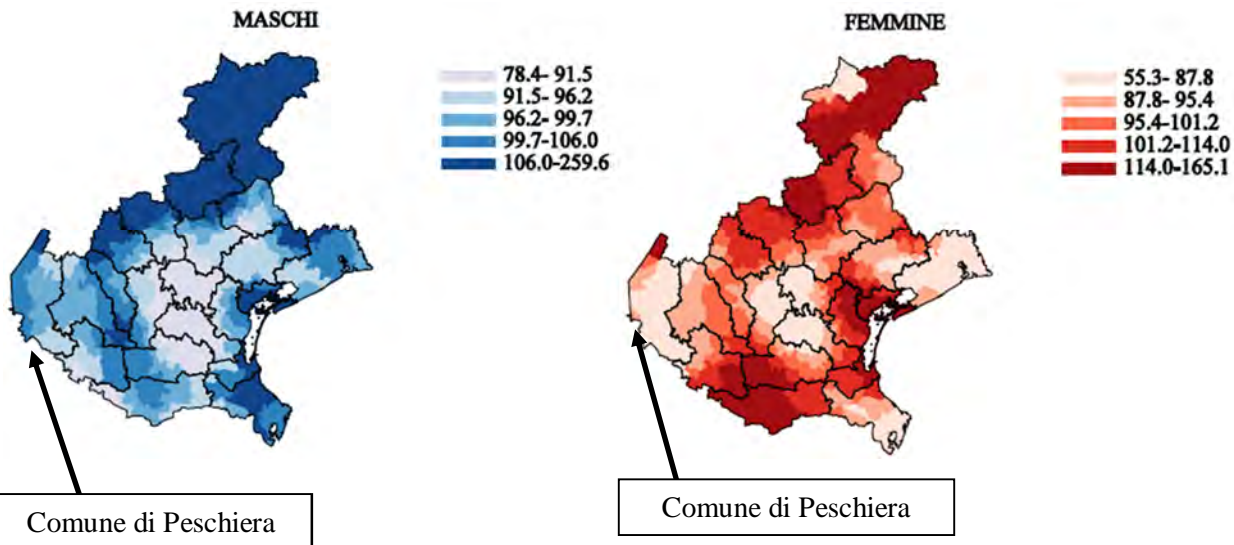 MASCHI
78.4- 91.5
91.5- 96.2
96.2- 99.7
99.7-106.0
106.0-259.6
Comune di Peschiera
FEMMINE
55.3- 87.8
87.8- 95.4
95.4-101.2
101.2-114.0
114.0-165.1
Comune di Peschiera